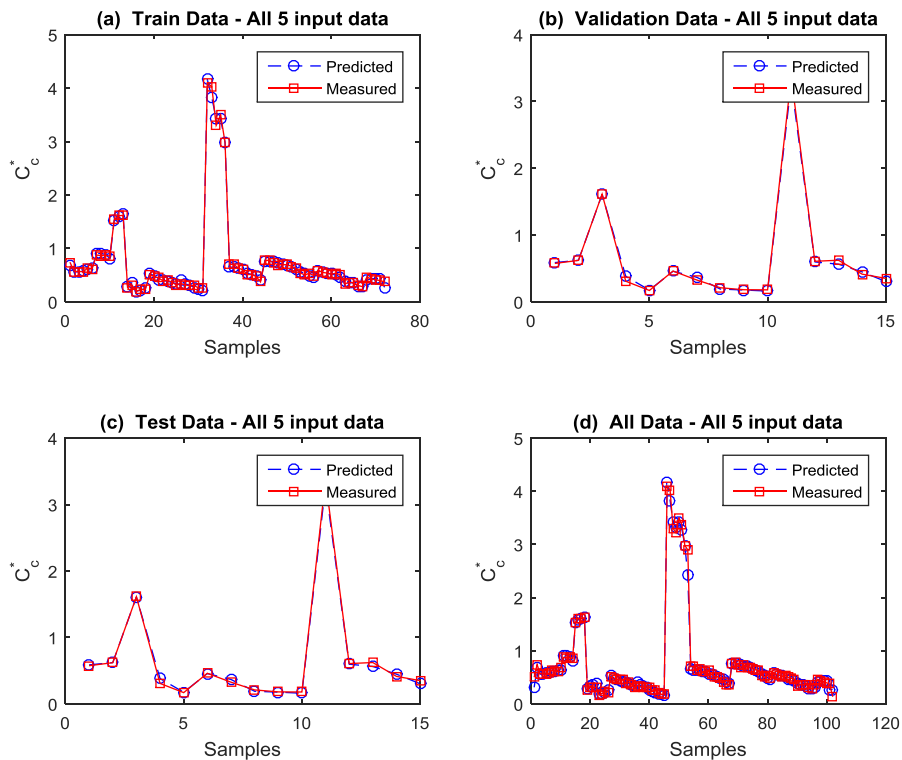 (a) Train Data - All 5 input data
5
4
3
2
1
0
0 20 40 60 80
C*c
Samples
Predicted
Measured
(b) Validation Data - All 5 input data
4
3
2
1
0
0 5 10 15
C*c
Samples
Predicted
Measured
(c) Test Data - All 5 input data
4
3
2
1
0
0 5 10 15
C*c
Samples
Predicted
Measured
(d) All Data - All 5 input data
5
4
3
2
1
0
0 20 40 60 80 100 120
C*c
Samples
Predicted
Measured